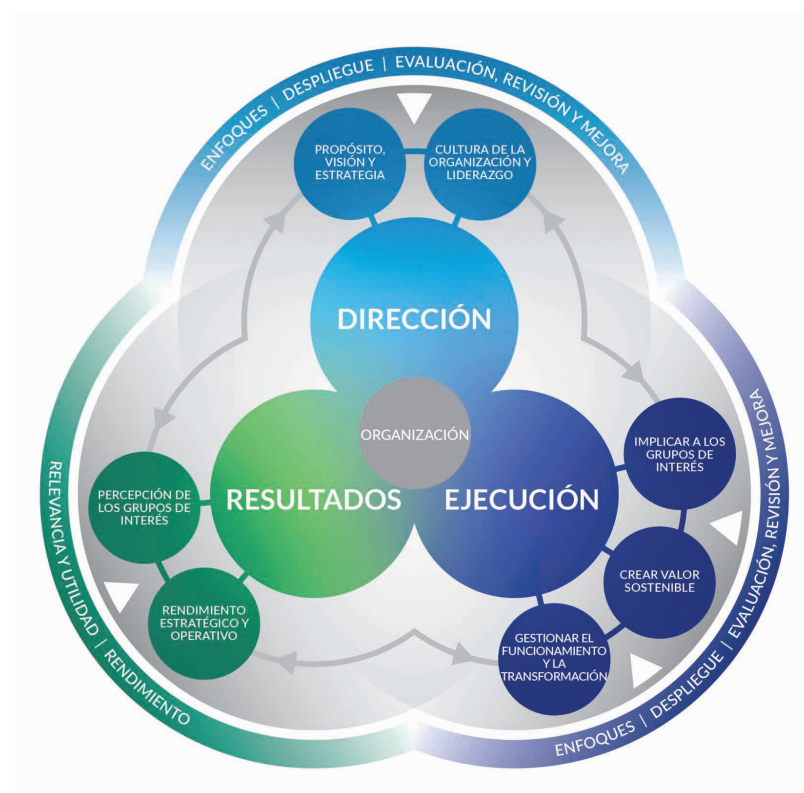 ENFOQUES | DESPLIEGUE | EVALUACIÓN, REVISIÓN Y MEJORA
PROPÓSITO,
VISIÓN Y
ESTRATEGIA
CULTURA DE LA
ORGANIZACIÓN Y
LIDERAZGO
DIRECCIÓN
ORGANIZACIÓN
RESULTADOS
EJECUCIÓN
IMPLICAR A LOS
GRUPOS DE
INTERÉS
CREAR VALOR
SOSTENIBLE
GESTIONAR EL
FUNCIONAMIENTO
Y LA
TRANSFORMACIÓN
ENFOQUES | DESPLIEGUE | EVALUACIÓN, REVISIÓN Y MEJORA
PERCEPCIÓN DE
LOS GRUPOS DE
INTERÉS
RENDIMIENTO
ESTRATÉGICO Y
OPERATIVO
RELEVANCIA Y UTILIDAD | RENDIMIENTO